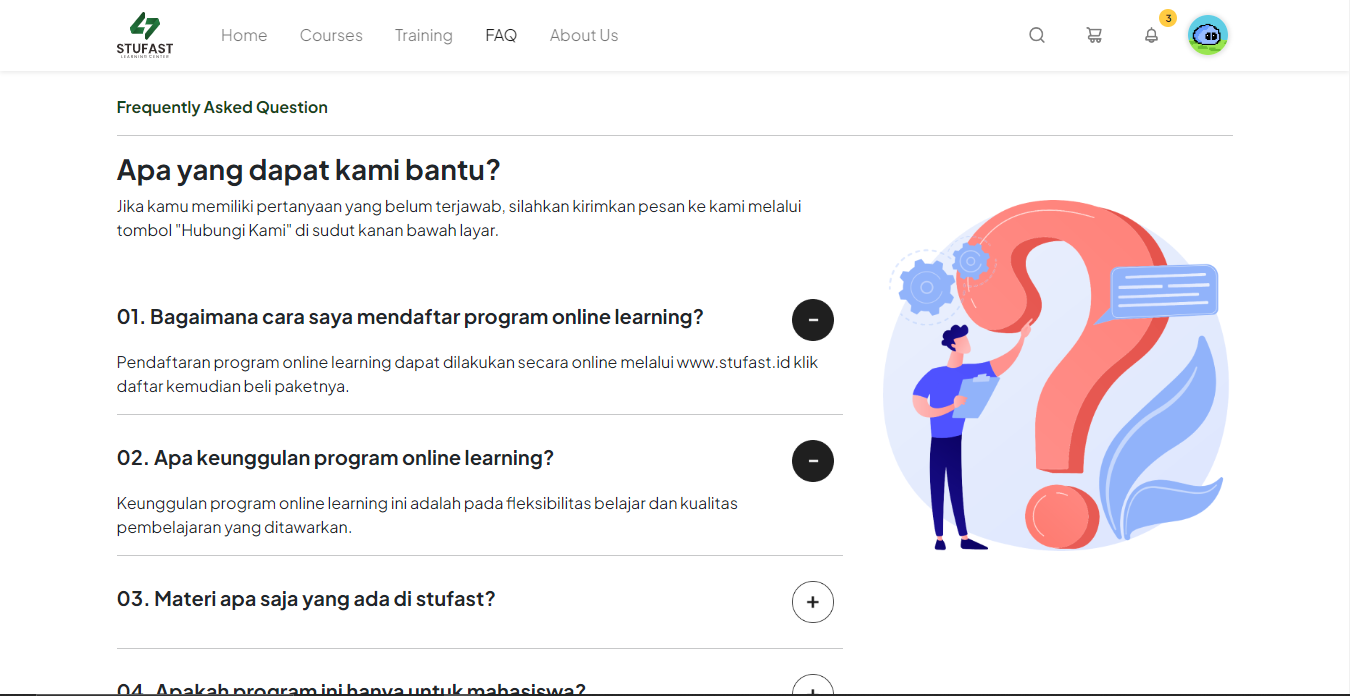 STUFAST
LEARNING CENTER
Home
Courses
Training
FAQ
About Us
3
Frequently Asked Question
Apa yang dapat kami bantu?
Jika kamu memiliki pertanyaan yang belum terjawab, silahkan kirimkan pesan ke kami melalui
tombol "Hubungi Kami" di sudut kanan bawah layar.
01. Bagaimana cara saya mendaftar program online learning?
Pendaftaran program online learning dapat dilakukan secara online melalui www.stufast.id klik
daftar kemudian beli paketnya.
02. Apa keunggulan program online learning?
Keunggulan program online learning ini adalah pada fleksibilitas belajar dan kualitas
pembelajaran yang ditawarkan.
03. Materi apa saja yang ada di stufast?
04. Apakah program ini hanya untuk mahasiswa?